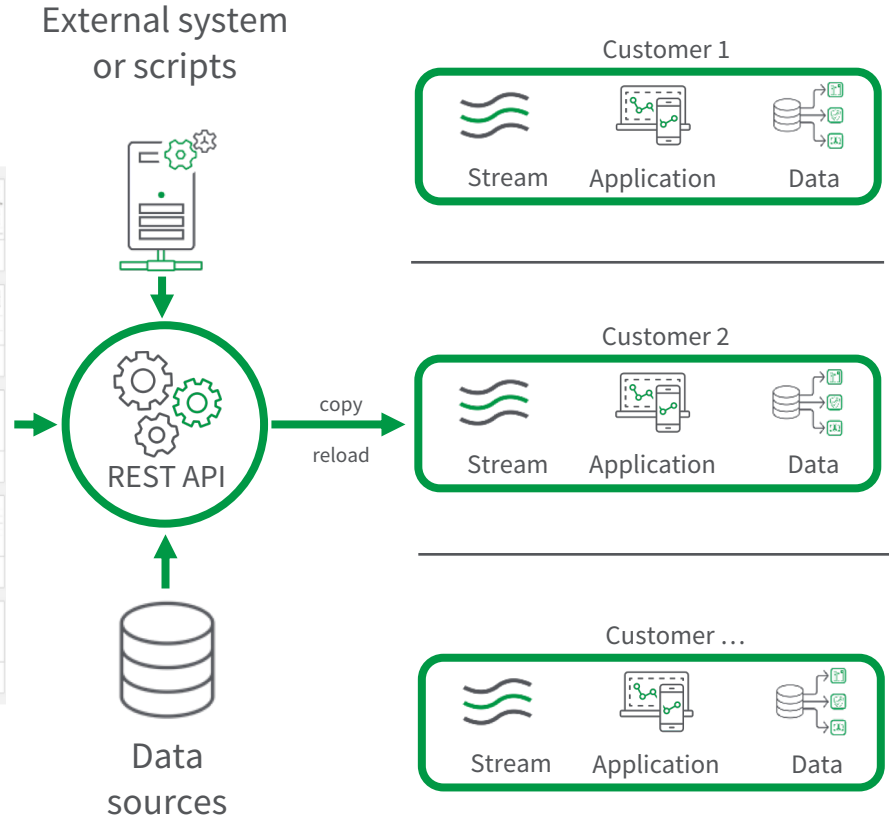 External system
or scripts
REST API
Data
sources
copy
reload
Customer 1
Stream Application Data
Customer 2
Stream Application Data
Customer …
Stream Application Data